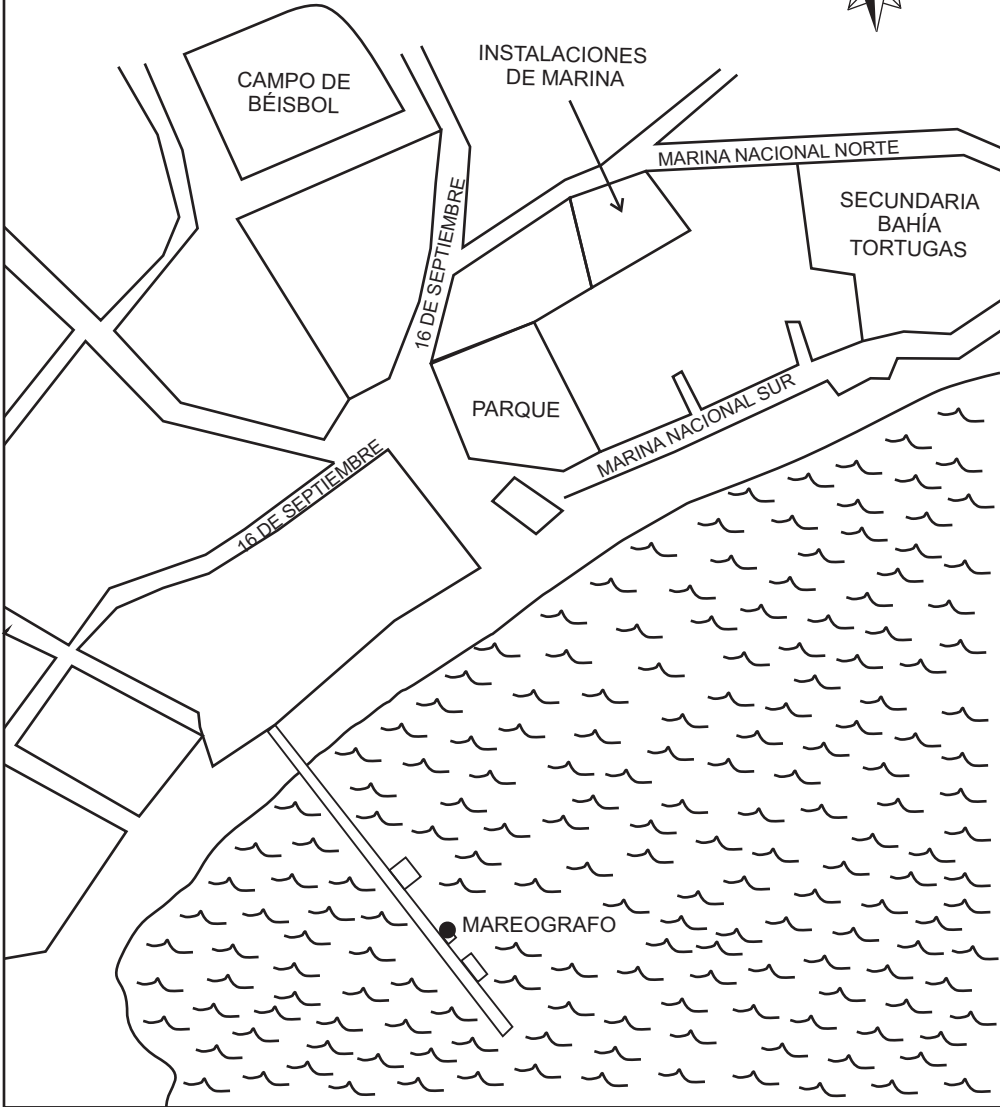 INSTALACIONES
DE MARINA
CAMPO DE
BÉISBOL
MARINA NACIONAL NORTE
16 DE SEPTIEMBRE
SECUNDARIA
BAHÍA
TORTUGAS
PARQUE
MARINA NACIONAL SUR
16 DE SEPTIEMBRE
MAREOGRAFO